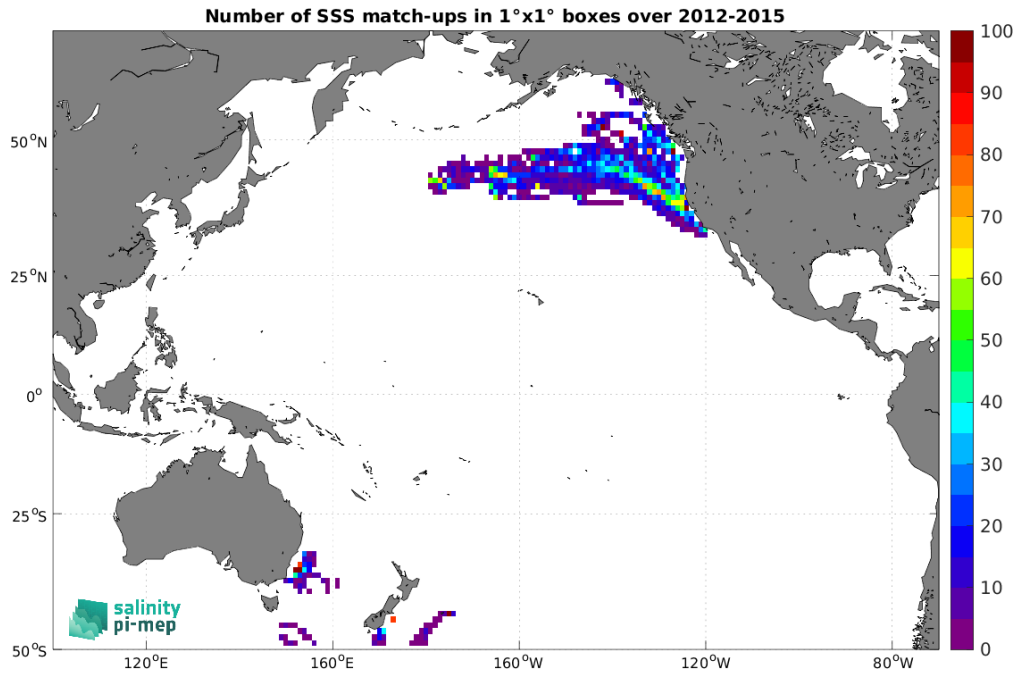 Number of SSS match-ups in 1°x1° boxes over 2012-2015
100
90
80
70
60
50
40
30
20
10
0
50°N
25°N
0°
25°S
50°S
salinity
pi-mep
120°E
160°E
160°W
120°W
80°W